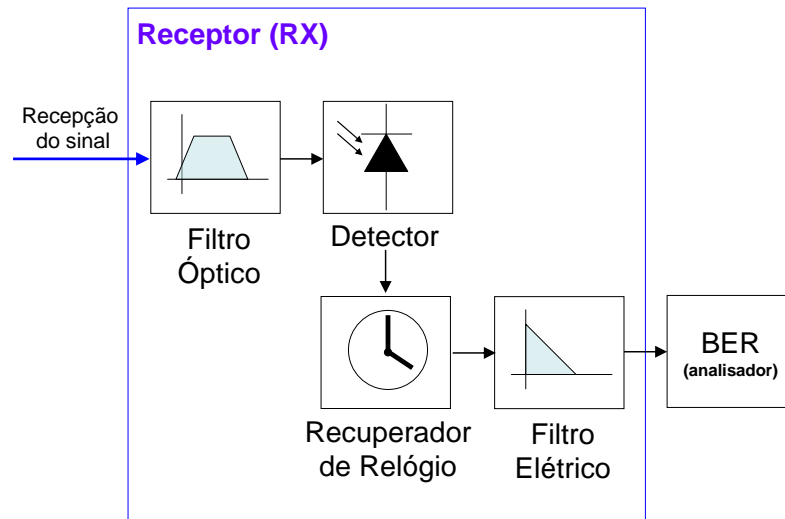 Receptor (RX)
Recepção
do sinal
Filtro
Óptico
Detector
Recuperador
de Relógio
Filtro
Elétrico
BER
(analisador)